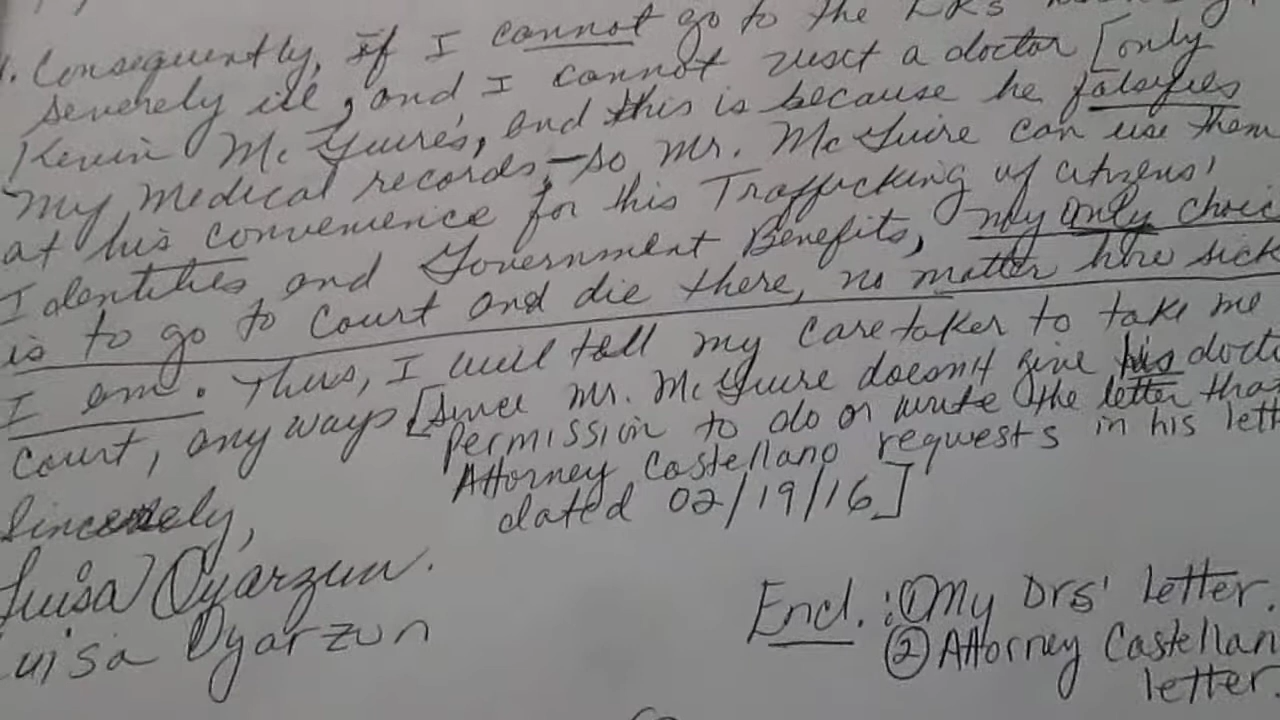 Consequently, If I cannot go to the
severely ill, and I cannot visit a doctor [only
Kevin McGuire's, and this is because he falsifies
My Medical records, - so Mr. McGuire can use them
at his convenience for this Trafficking of citizens'
Identities and Government Benefits, my only choic
is to go to Court and die there, no matter how sick
I am. Thus, I will tell my caretaker to take me
Court, any ways [Since Mr. McGuire doesn't give his docto
Permission to do or write the letter tha
Attorney Castellano requests in his lett
dated 02/19/16]
Sincerely,
Luisa Oyarzun.
Luisa Oyarzun
Encl.: ① My Drs' Letter.
② Attorney Castellan
letter.